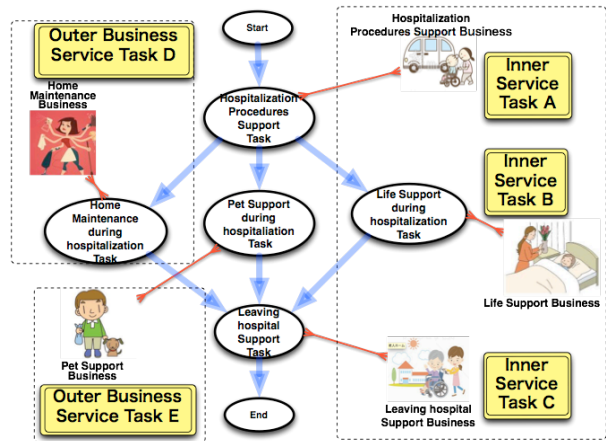 Outer Business
Service Task D
Start
Hospitalization
Procedures Support Business
Home
Maintenance
Business
Inner
Service
Task A
Hospitalization
Procedures
Support
Task
Inner
Service
Task B
Home
Maintenance
during
hospitalization
Task
Pet Support
during
hospitaliation
Task
Life Support
during
hospitalization
Task
Life Support Business
Leaving
hospital
Support
Task
Pet Support
Business
Inner
Service
Task C
Outer Business
Service Task E
End
Leaving hospital
Support Business